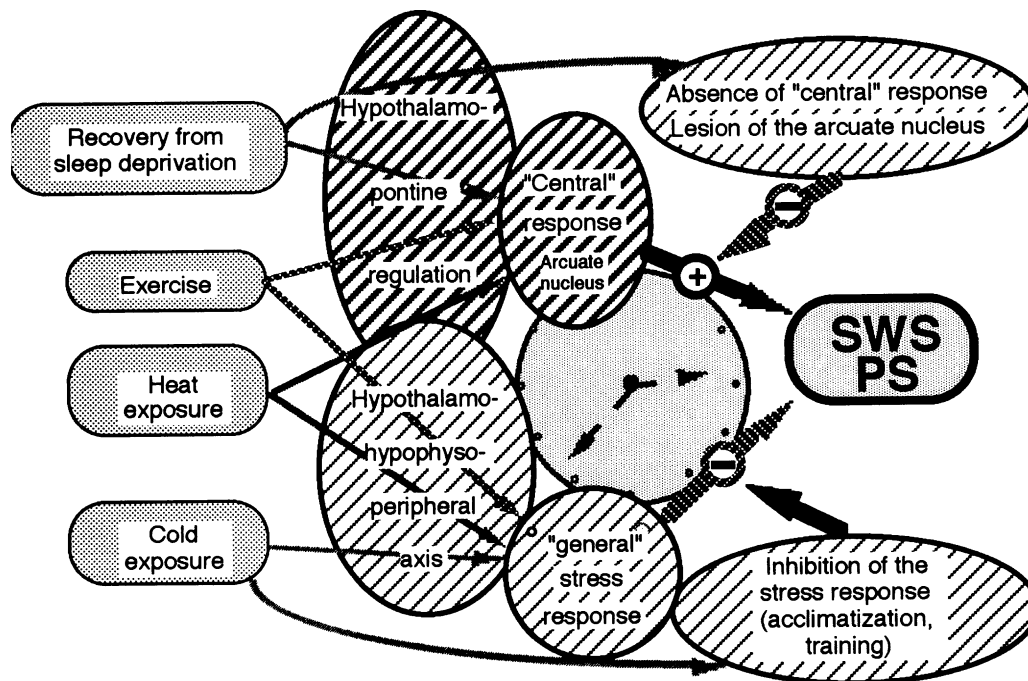 Recovery from
sleep deprivation
Exercise
Heat
exposure
Cold
exposure
Hypothalamo-
pontine
regulation
"Central"
response
Arcuate
nucleus
Hypothalamo-
hypophyso-
peripheral
axis
"general"
stress
response
Absence of "central" response
Lesion of the arcuate nucleus
−
+
SWS
PS
−
Inhibition of the
stress response
(acclimatization,
training)